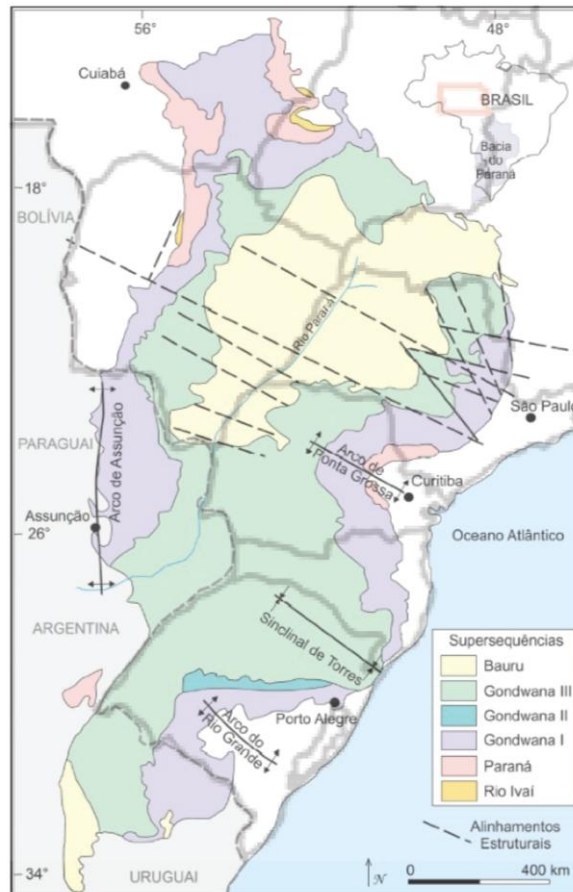 56°
48°
Cuiabá
BRASIL
Bacia
do
Paraná
18°
BOLÍVIA
Rio Paraná
São Paulo
PARAGUAI
Arco de Assunção
Arco de
Ponta Grossa
Curitiba
Assunção
26°
Oceano Atlântico
ARGENTINA
Sinclinal de Torres
Supersequências
Bauru
Gondwana III
Gondwana II
Gondwana I
Paraná
Rio Ivaí
Porto Alegre
Arco do
Rio Grande
Alinhamentos
Estruturais
34°
URUGUAI
N
0
400 km